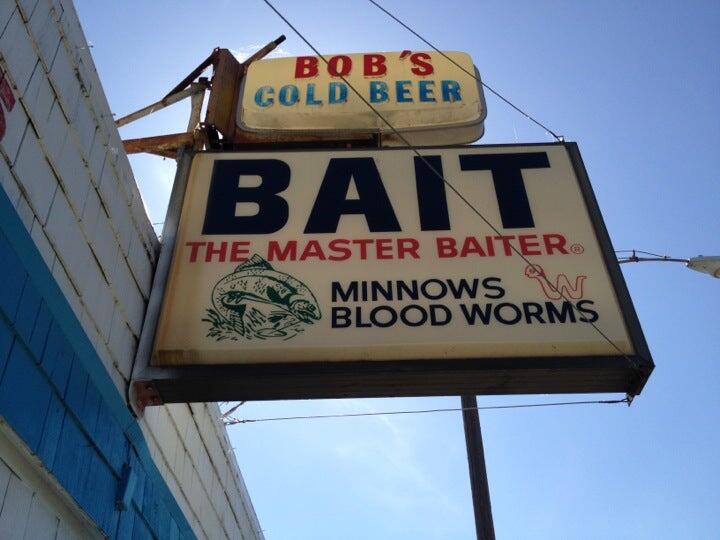 BOB'S
COLD BEER
BAIT
THE MASTER BAITER®
MINNOWS
BLOOD WORMS